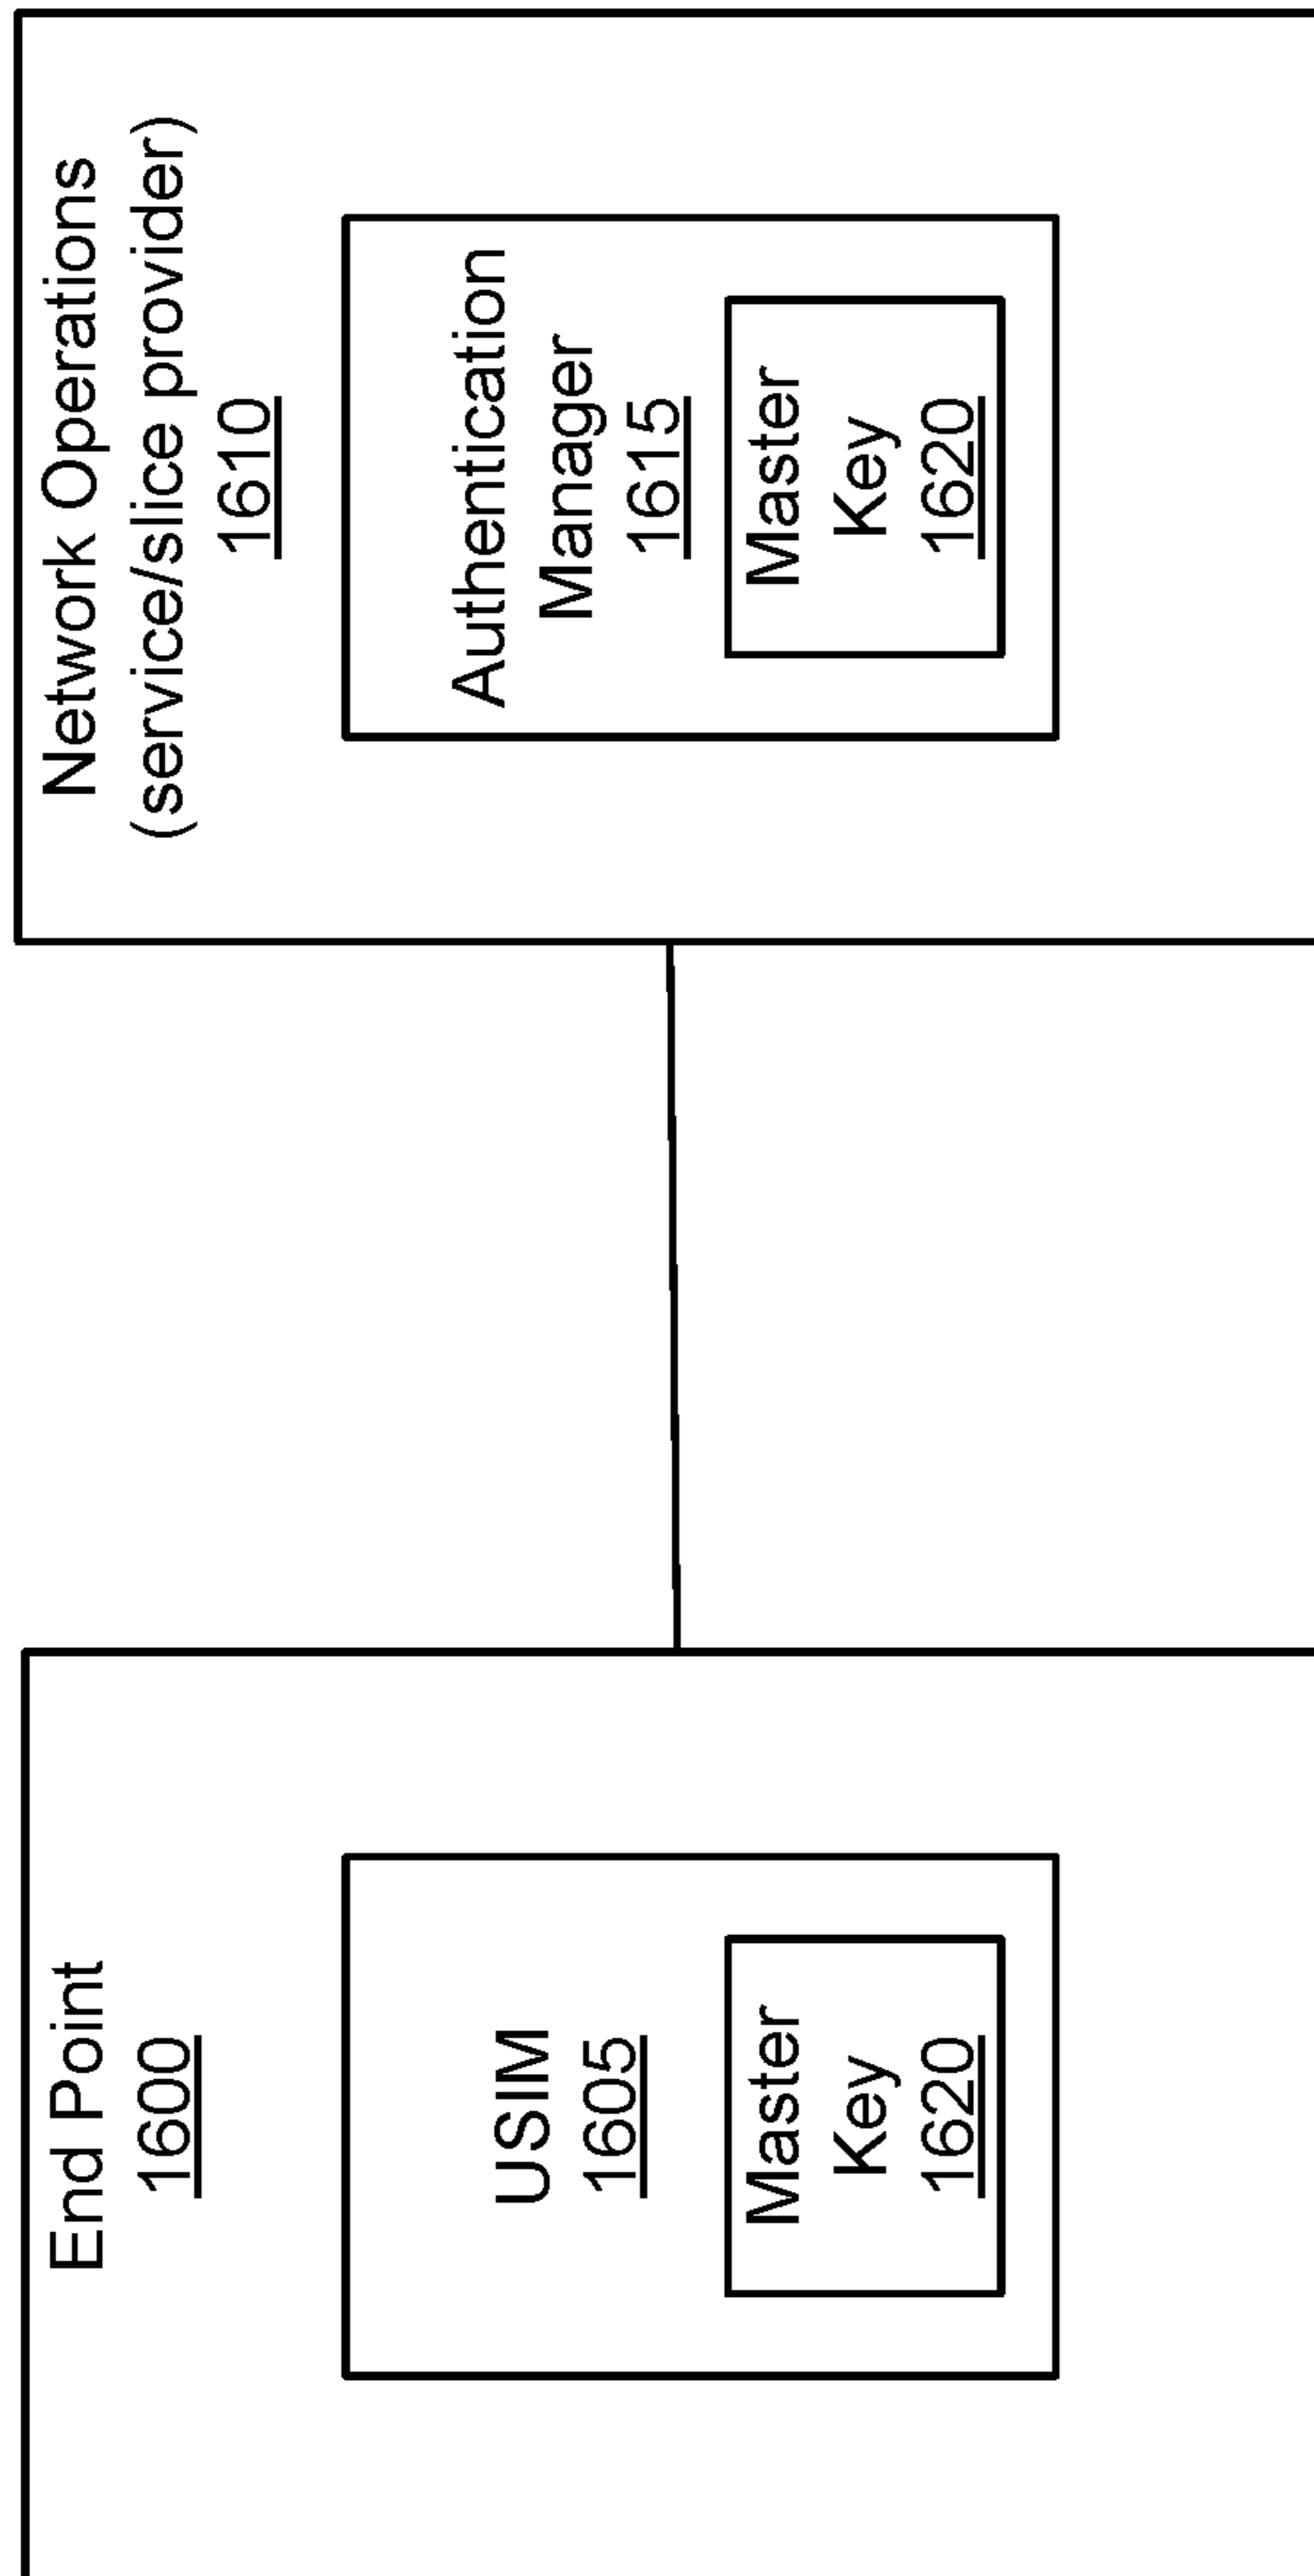 End Point
1600
USIM
1605
Master
Key
1620
Network Operations
(service/slice provider)
1610
Authentication
Manager
1615
Master
Key
1620